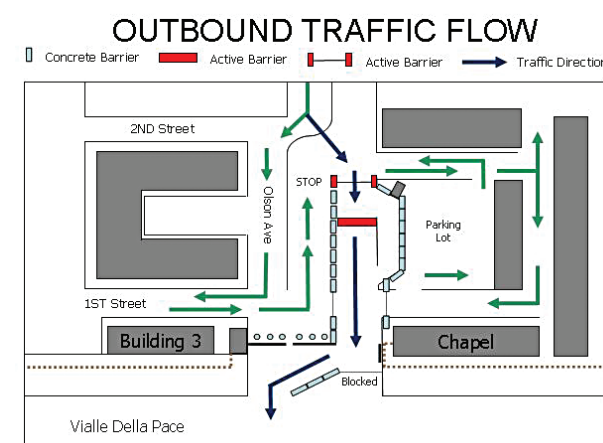 OUTBOUND TRAFFIC FLOW
Concrete Barrier
Active Barrier
Active Barrier
Traffic Direction
2ND Street
STOP
Olson Ave
Parking
Lot
1ST Street
Building 3
Chapel
Blocked
Vialle Della Pace